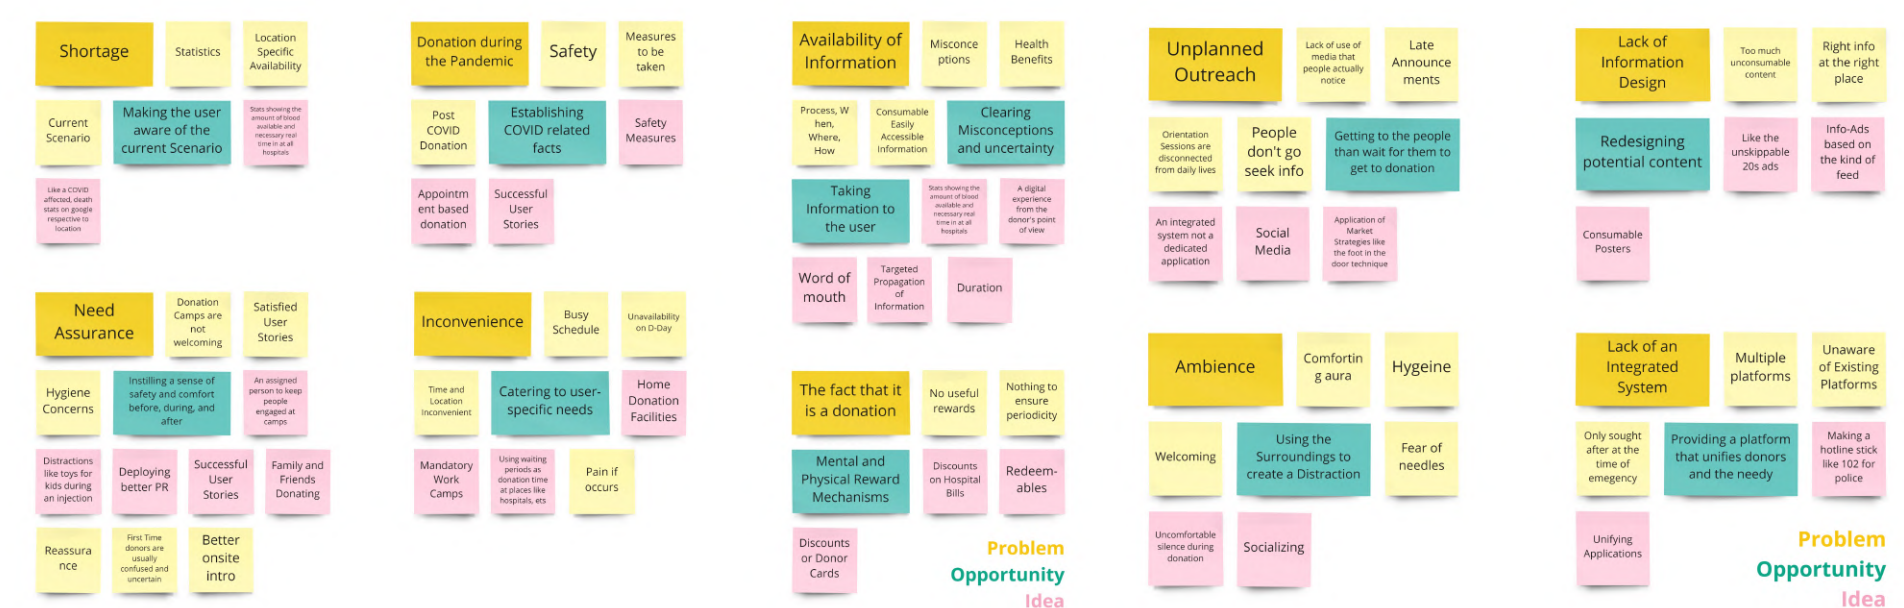 Shortage
Statistics
Location
Specific
Availability
Current
Scenario
Making the user
aware of the
current Scenario
Stats showing the
amount of blood
available and
necessary real
time in at all
hospitals
Like a COVID
affected, death
stats on google
respective to
location
Donation during
the Pandemic
Safety
Measures
to be
taken
Post
COVID
Donation
Establishing
COVID related
facts
Safety
Measures
Appointm
ent based
donation
Successful
User
Stories
Availability of
Information
Misconce
ptions
Health
Benefits
Process, W
hen,
Where,
How
Consumable
Easily
Accessible
Information
Clearing
Misconceptions
and uncertainty
Taking
Information to
the user
Stats showing the
amount of blood
available and
necessary real
time in at all
hospitals
A digital
experience
from the
donor's point
of view
Word of
mouth
Targeted
Propagation
of
Information
Duration
Unplanned
Outreach
Lack of use of
media that
people actually
notice
Late
Announce
ments
Orientation
Sessions are
disconnected
from daily lives
People
don't go
seek info
Getting to the people
than wait for them to
get to donation
An integrated
system not a
dedicated
application
Social
Media
Application of
Market
Strategies like
the foot in the
door technique
Lack of
Information
Design
Too much
unconsumable
content
Right info
at the right
place
Redesigning
potential content
Like the
unskippable
20s ads
Info-Ads
based on
the kind of
feed
Consumable
Posters
Need
Assurance
Donation
Camps are
not
welcoming
Satisfied
User
Stories
Hygiene
Concerns
Instilling a sense of
safety and comfort
before, during, and
after
An assigned
person to keep
people
engaged at
camps
Distractions
like toys for
kids during
an injection
Deploying
better PR
Successful
User
Stories
Family and
Friends
Donating
Reassura
nce
First Time
donors are
usually
confused and
uncertain
Better
onsite
intro
Inconvenience
Busy
Schedule
Unavailability
on D-Day
Time and
Location
Inconvenient
Catering to user-
specific needs
Home
Donation
Facilities
Mandatory
Work
Camps
Using waiting
periods as
donation time
at places like
hospitals, ets
Pain if
occurs
The fact that it
is a donation
No useful
rewards
Nothing to
ensure
periodicity
Mental and
Physical Reward
Mechanisms
Discounts
on Hospital
Bills
Redeem-
ables
Discounts
or Donor
Cards
Problem
Opportunity
Idea
Ambience
Comfortin
g aura
Hygeine
Welcoming
Using the
Surroundings to
create a Distraction
Fear of
needles
Uncomfortable
silence during
donation
Socializing
Lack of an
Integrated
System
Multiple
platforms
Unaware
of Existing
Platforms
Only sought
after at the
time of
emegency
Providing a platform
that unifies donors
and the needy
Making a
hotline stick
like 102 for
police
Unifying
Applications
Problem
Opportunity
Idea